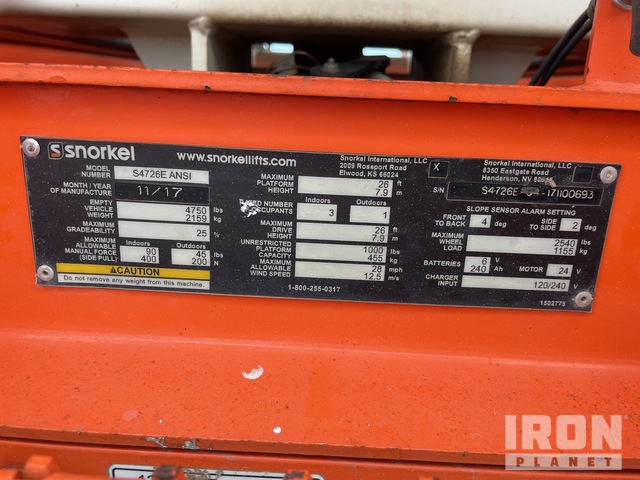 snorkel
www.snorkellifts.com
Snorkel International, LLC
2009 Roseport Road
Elwood, KS 66024
X
Snorkel International, LLC
8350 Eastgate Road
Henderson, NV 89015
MODEL NUMBER S4726E ANSI
MONTH / YEAR OF MANUFACTURE 11/17
EMPTY VEHICLE WEIGHT 4750 lbs
2159 kg
MAXIMUM GRADEABILITY 25 %
MAXIMUM ALLOWABLE MANUAL FORCE (SIDE PULL)
Indoors Outdoors
90 45 lbs
400 200 N
CAUTION
Do not remove any weight from this machine.
MAXIMUM PLATFORM HEIGHT 26 ft
7.9 m
RATED NUMBER OCCUPANTS
Indoors Outdoors
3 1
MAXIMUM DRIVE HEIGHT 26 ft
7.9 m
UNRESTRICTED PLATFORM CAPACITY 1000 lbs
455 kg
MAXIMUM ALLOWABLE WIND SPEED 28 mph
12.5 m/s
1-800-255-0317
S/N S4726E-171100693
SLOPE SENSOR ALARM SETTING
FRONT TO BACK 4 deg SIDE TO SIDE 2 deg
MAXIMUM WHEEL LOAD 2540 lbs
1155 kg
BATTERIES 6 V
240 Ah
MOTOR 24 V
CHARGER INPUT 120/240 V
1502775
IRON
PLANET